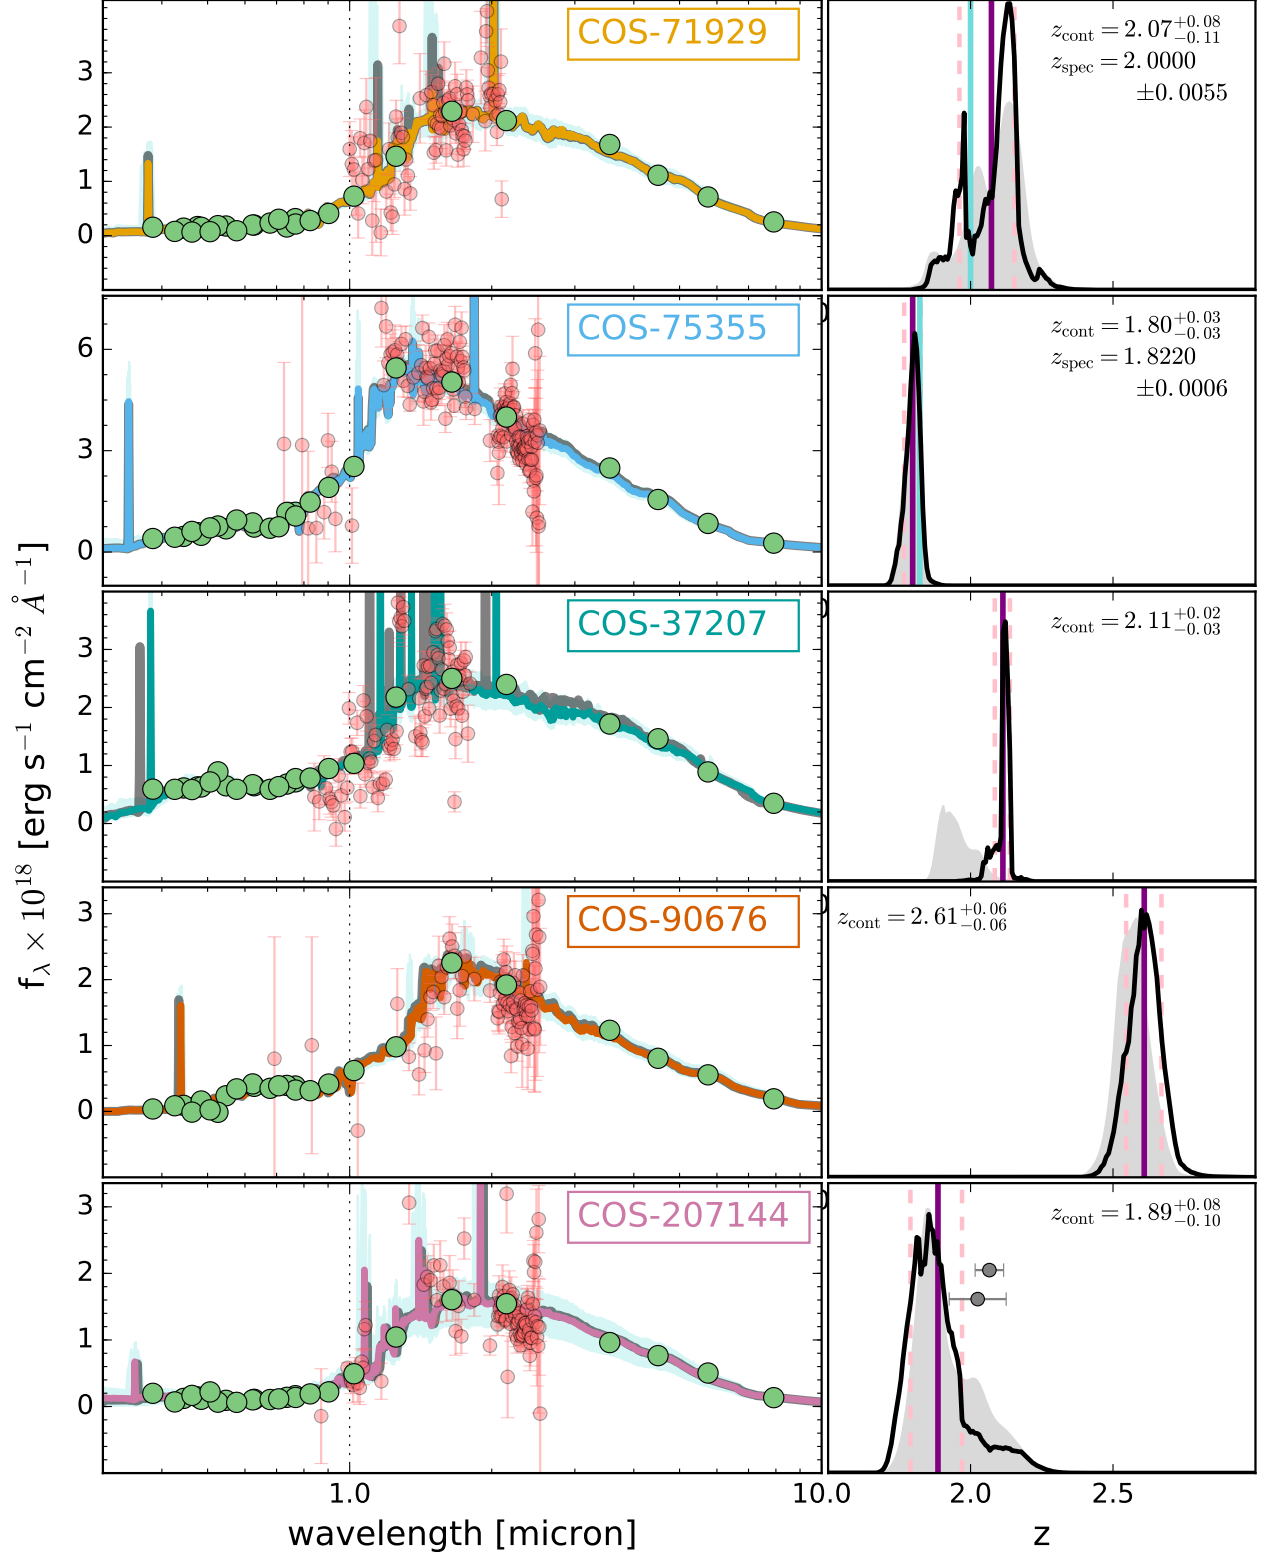 COS-71929
3
2
1
0
z_cont = 2.07^{+0.08}_{-0.11}
z_spec = 2.0000
±0.0055
COS-75355
6
3
0
z_cont = 1.80^{+0.03}_{-0.03}
z_spec = 1.8220
±0.0006
COS-37207
3
2
1
0
z_cont = 2.11^{+0.02}_{-0.03}
COS-90676
3
2
1
0
z_cont = 2.61^{+0.06}_{-0.06}
COS-207144
3
2
1
0
z_cont = 1.89^{+0.08}_{-0.10}
f_λ × 10^{18} [erg s^{−1} cm^{−2} Å^{−1}]
1.0
2.0
2.5
wavelength [micron]
z